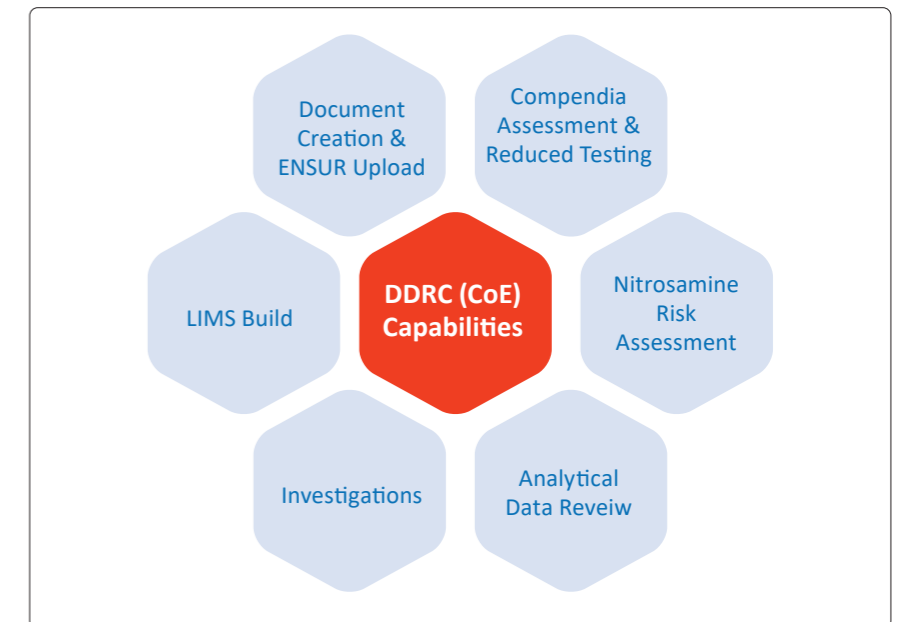 Document
Creation &
ENSUR Upload
Compendia
Assessment &
Reduced Testing
LIMS Build
DDRC (CoE)
Capabilities
Nitrosamine
Risk
Assessment
Investigations
Analytical
Data Reveiw